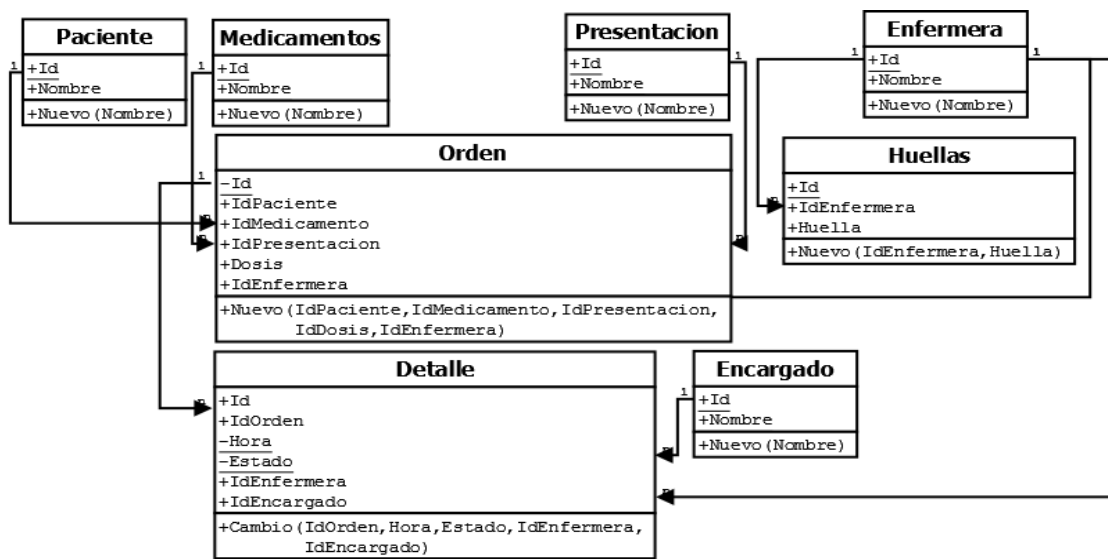 Paciente
1
+Id
+Nombre
+Nuevo(Nombre)
Medicamentos
1
+Id
+Nombre
+Nuevo(Nombre)
Presentacion
1
+Id
+Nombre
+Nuevo(Nombre)
Enfermera
1
1
+Id
+Nombre
+Nuevo(Nombre)
Orden
1
-Id
+IdPaciente
+IdMedicamento
+IdPresentacion
+Dosis
+IdEnfermera
+Nuevo(IdPaciente,IdMedicamento,IdPresentacion,
IdDosis,IdEnfermera)
Huellas
+Id
+IdEnfermera
+Huella
+Nuevo(IdEnfermera,Huella)
Detalle
+Id
+IdOrden
-Hora
-Estado
+IdEnfermera
+IdEncargado
+Cambio(IdOrden,Hora,Estado,IdEnfermera,
IdEncargado)
Encargado
1
+Id
+Nombre
+Nuevo(Nombre)